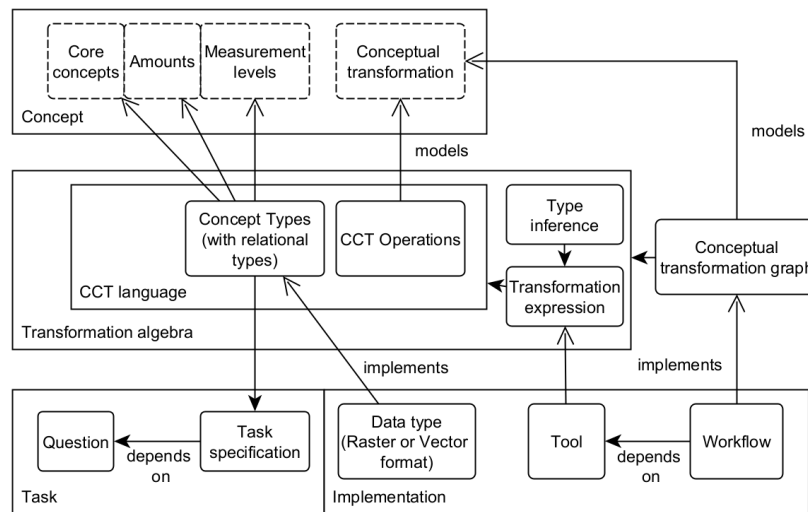 Core
concepts
Amounts
Measurement
levels
Conceptual
transformation
Concept
models
models
Concept Types
(with relational
types)
CCT Operations
Type
inference
Conceptual
transformation graph
Transformation
expression
CCT language
Transformation algebra
implements
implements
Question
depends
on
Task
specification
Data type
(Raster or Vector
format)
Tool
depends
on
Workflow
Task
Implementation